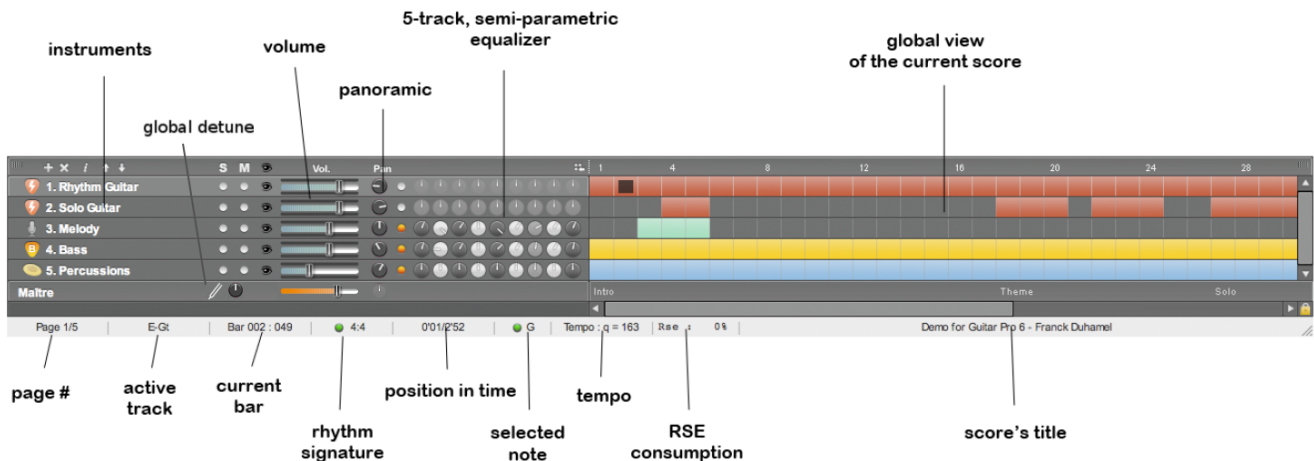 5-track, semi-parametric
equalizer
instruments
volume
global view
of the current score
panoramic
global detune
S M Vol. Pan 1 4 8 12 16 20 24 28
1. Rhythm Guitar
2. Solo Guitar
3. Melody
B 4. Bass
5. Percussions
Maître Intro Theme Solo
Page 1/5 E-Gt Bar 002 : 049 4:4 0'01/2'52 G Tempo : q = 163 Rse : 0% Demo for Guitar Pro 6 - Franck Duhamel
page #
active
track
current
bar
position in time
tempo
rhythm
signature
selected
note
RSE
consumption
score's title